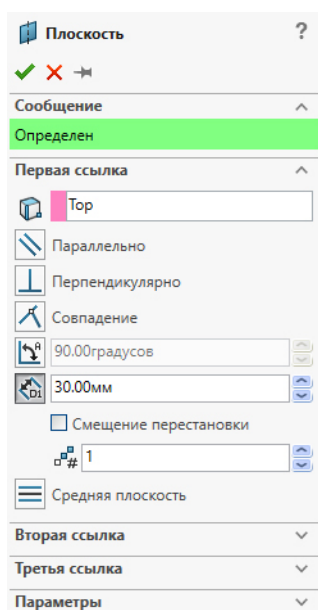 Плоскость ?
Сообщение
Определен
Первая ссылка
Top
Параллельно
Перпендикулярно
Совпадение
A 90.00градусов
D1 30.00мм
Смещение перестановки
# 1
Средняя плоскость
Вторая ссылка
Третья ссылка
Параметры